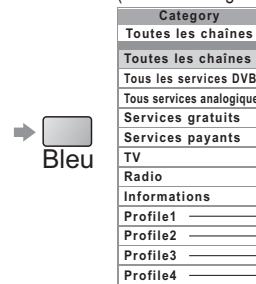 Category
Toutes les chaînes
Toutes les chaînes
Tous les services DVB
Tous services analogique
Services gratuits
Services payants
Bleu
TV
Radio
Informations
Profile1
Profile2
Profile3
Profile4